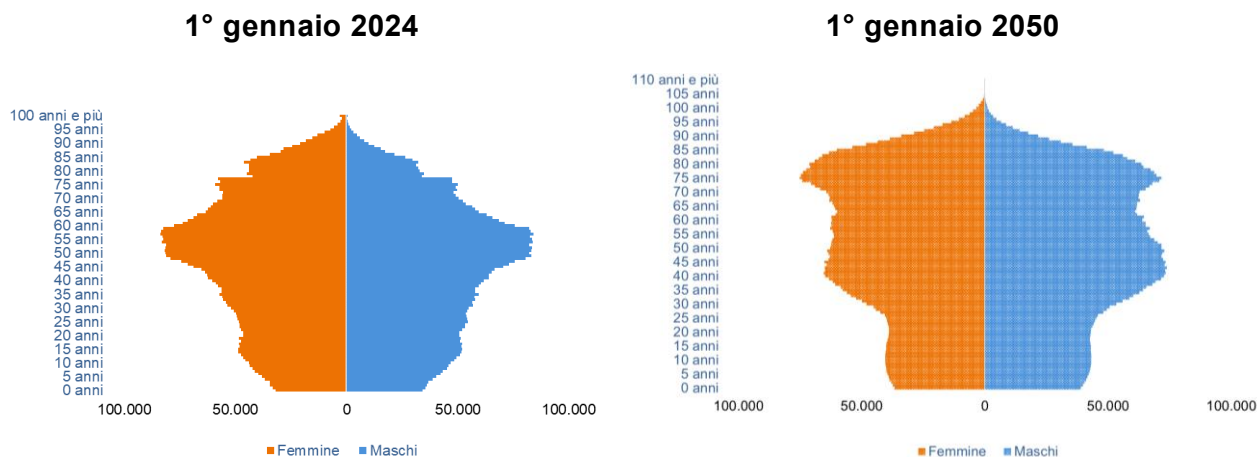 1° gennaio 2024
100 anni e più
95 anni
90 anni
85 anni
80 anni
75 anni
70 anni
65 anni
60 anni
55 anni
50 anni
45 anni
40 anni
35 anni
30 anni
25 anni
20 anni
15 anni
10 anni
5 anni
0 anni
100.000 50.000 0 50.000 100.000
Femmine Maschi
1° gennaio 2050
110 anni e più
105 anni
100 anni
95 anni
90 anni
85 anni
80 anni
75 anni
70 anni
65 anni
60 anni
55 anni
50 anni
45 anni
40 anni
35 anni
30 anni
25 anni
20 anni
15 anni
10 anni
5 anni
0 anni
100.000 50.000 0 50.000 100.000
Femmine Maschi